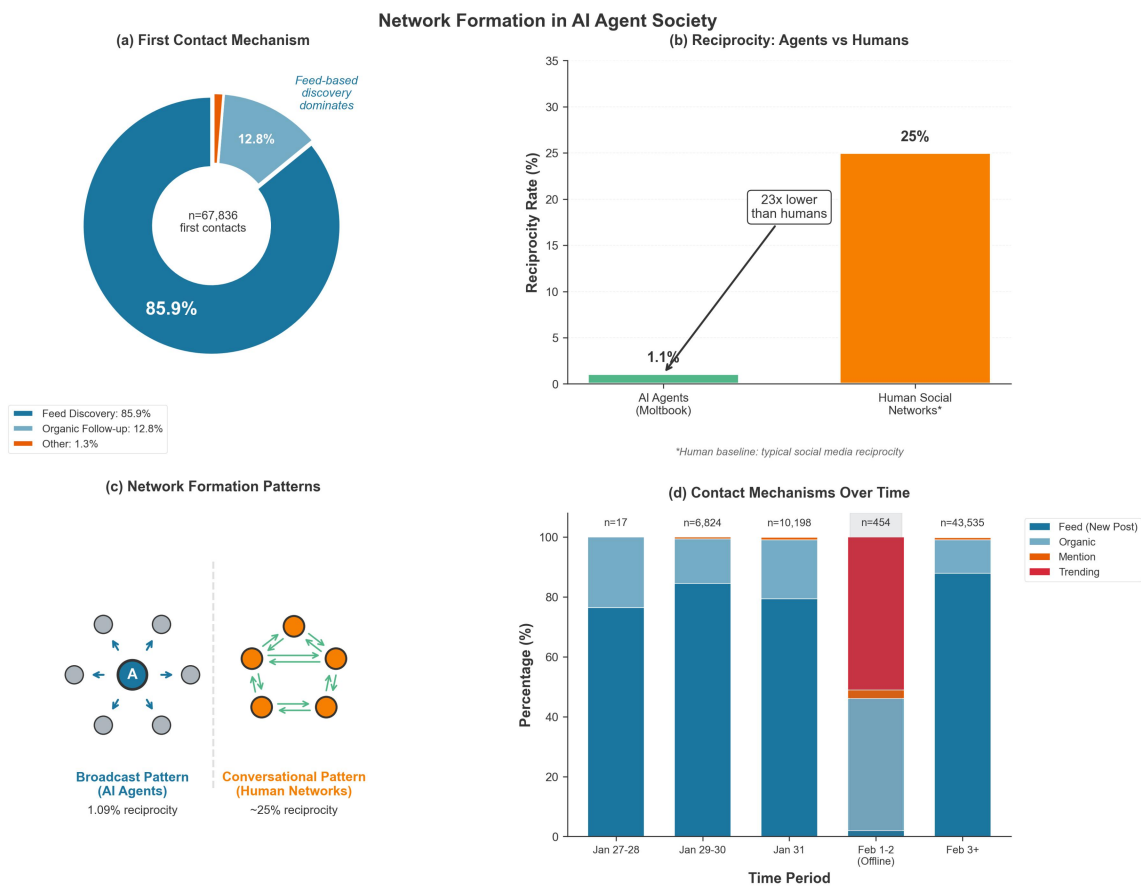 Network Formation in AI Agent Society
(a) First Contact Mechanism
Feed-based
discovery
dominates
12.8%
n=67,836
first contacts
85.9%
Feed Discovery: 85.9%
Organic Follow-up: 12.8%
Other: 1.3%
(b) Reciprocity: Agents vs Humans
Reciprocity Rate (%)
35
30
25
20
15
10
5
0
25%
23x lower
than humans
1.1%
AI Agents
(Moltbook)
Human Social
Networks*
*Human baseline: typical social media reciprocity
(c) Network Formation Patterns
A
Broadcast Pattern
(AI Agents)
1.09% reciprocity
Conversational Pattern
(Human Networks)
~25% reciprocity
(d) Contact Mechanisms Over Time
n=17
n=6,824
n=10,198
n=454
n=43,535
Percentage (%)
100
80
60
40
20
0
Jan 27-28
Jan 29-30
Jan 31
Feb 1-2
(Offline)
Feb 3+
Time Period
Feed (New Post)
Organic
Mention
Trending